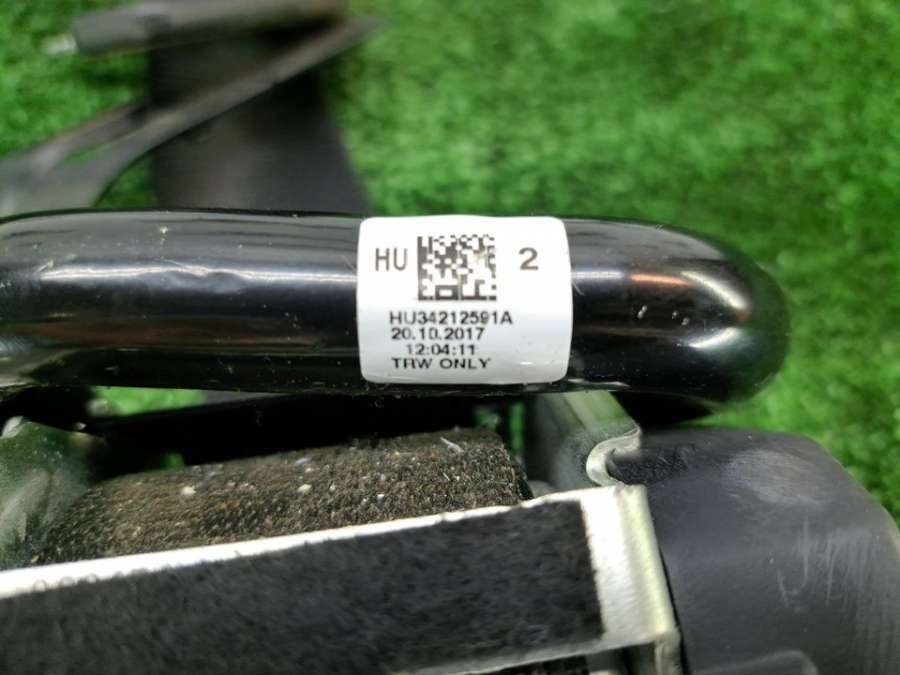 HU 2
HU34212591A
20.10.2017
12:04:11
TRW ONLY